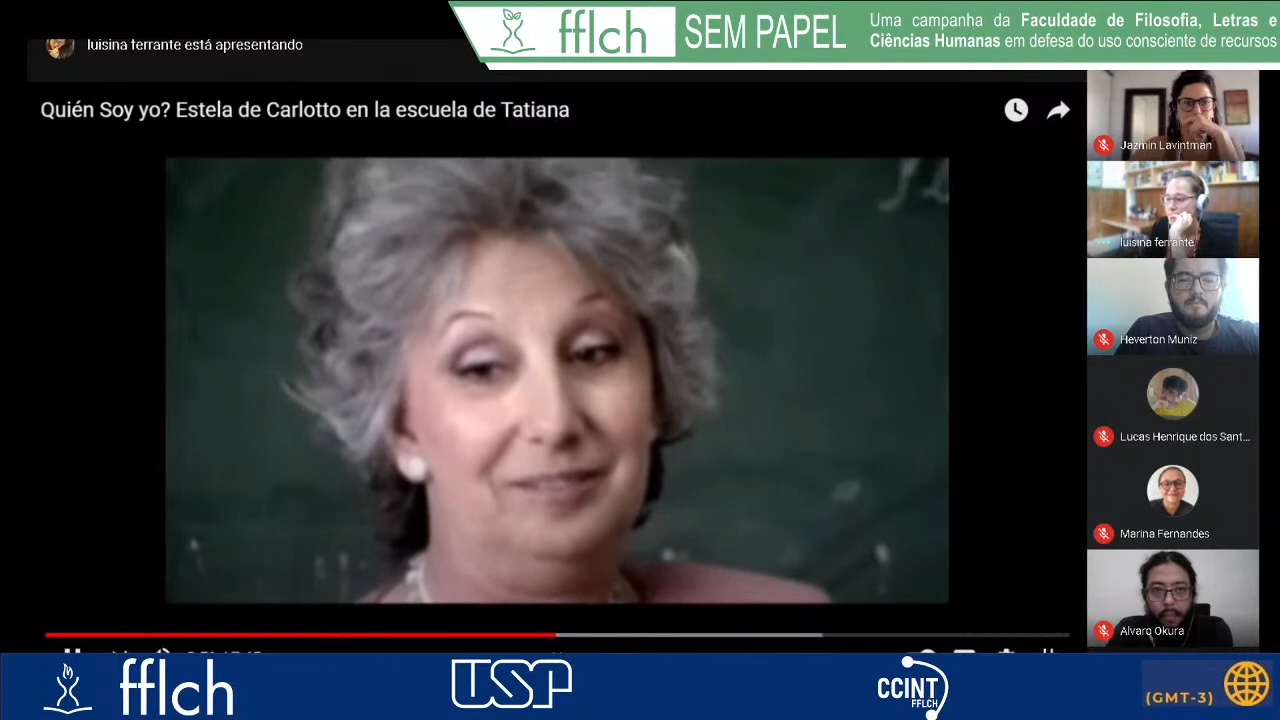 luisina ferrante está apresentando
fflch
SEM PAPEL
Uma campanha da Faculdade de Filosofia, Letras e
Ciências Humanas em defesa do uso consciente de recursos
Quién Soy yo? Estela de Carlotto en la escuela de Tatiana
Jazmin Lavintman
luisina ferrante
Heverton Muniz
Lucas Henrique dos Sant...
Marina Fernandes
Alvaro Okura
fflch
USP
CCINT
FFLCH
(GMT-3)